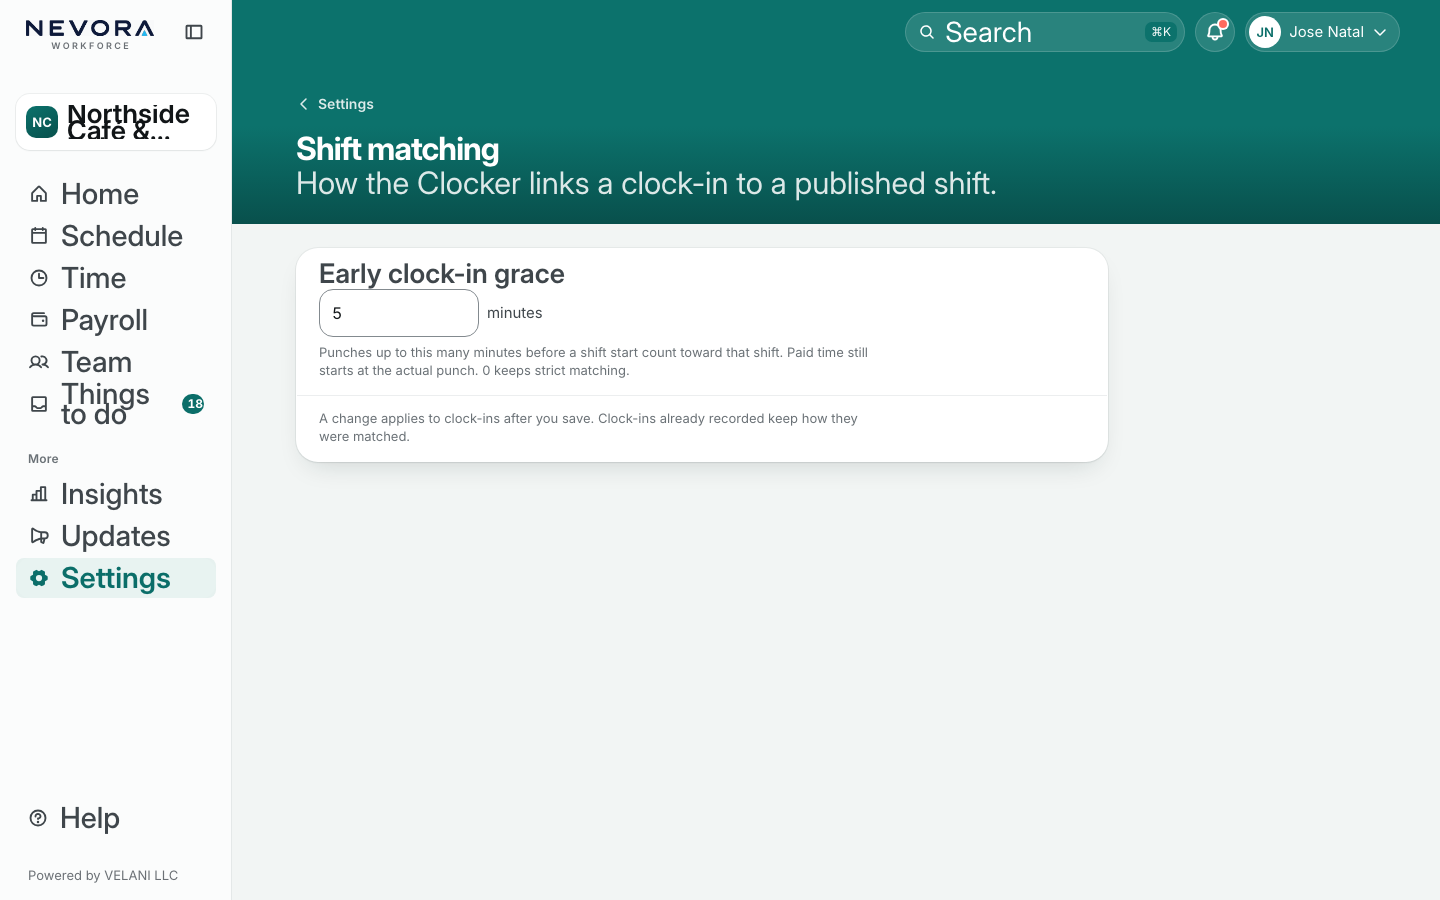 NEVORA
WORKFORCE
Search
⌘K
JN
Jose Natal
NC
Northside
Café &...
Home
Schedule
Time
Payroll
Team
Things
to do
18
More
Insights
Updates
Settings
Help
Powered by VELANI LLC
Settings
Shift matching
How the Clocker links a clock-in to a published shift.
Early clock-in grace
5
minutes
Punches up to this many minutes before a shift start count toward that shift. Paid time still
starts at the actual punch. 0 keeps strict matching.
A change applies to clock-ins after you save. Clock-ins already recorded keep how they
were matched.